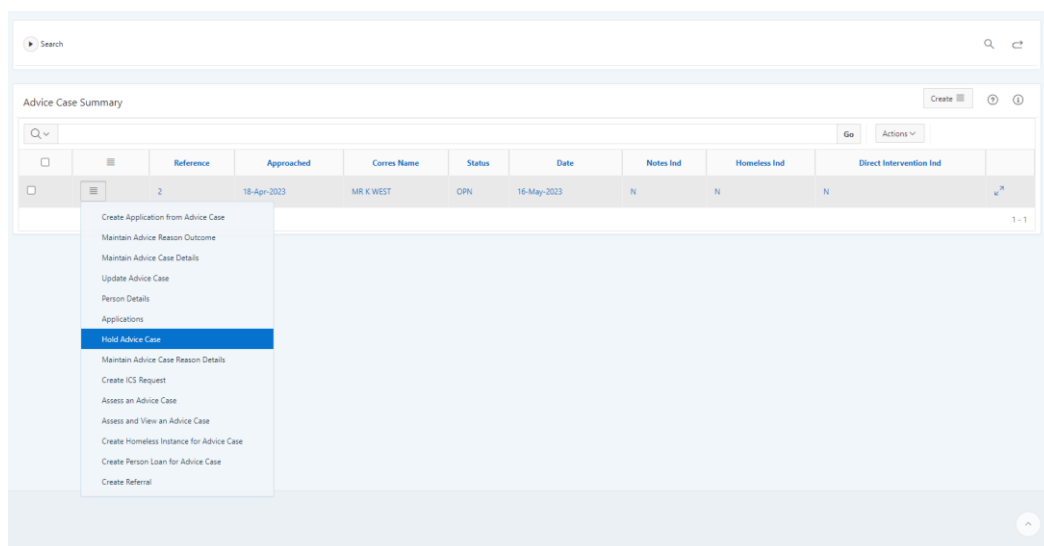 Search
Advice Case Summary
Create
Go
Actions
Reference Approached Corres Name Status Date Notes Ind Homeless Ind Direct Intervention Ind
2 18-Apr-2023 MR K WEST OPN 16-May-2023 N N N
1 - 1
Create Application from Advice Case
Maintain Advice Reason Outcome
Maintain Advice Case Details
Update Advice Case
Person Details
Applications
Hold Advice Case
Maintain Advice Case Reason Details
Create ICS Request
Assess an Advice Case
Assess and View an Advice Case
Create Homeless Instance for Advice Case
Create Person Loan for Advice Case
Create Referral